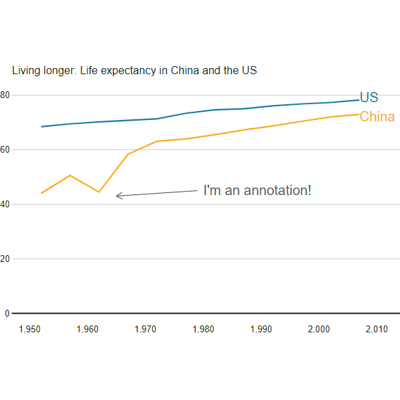 Living longer: Life expectancy in China and the US
80
US
China
60
I'm an annotation!
40
20
0
1.950 1.960 1.970 1.980 1.990 2.000 2.010